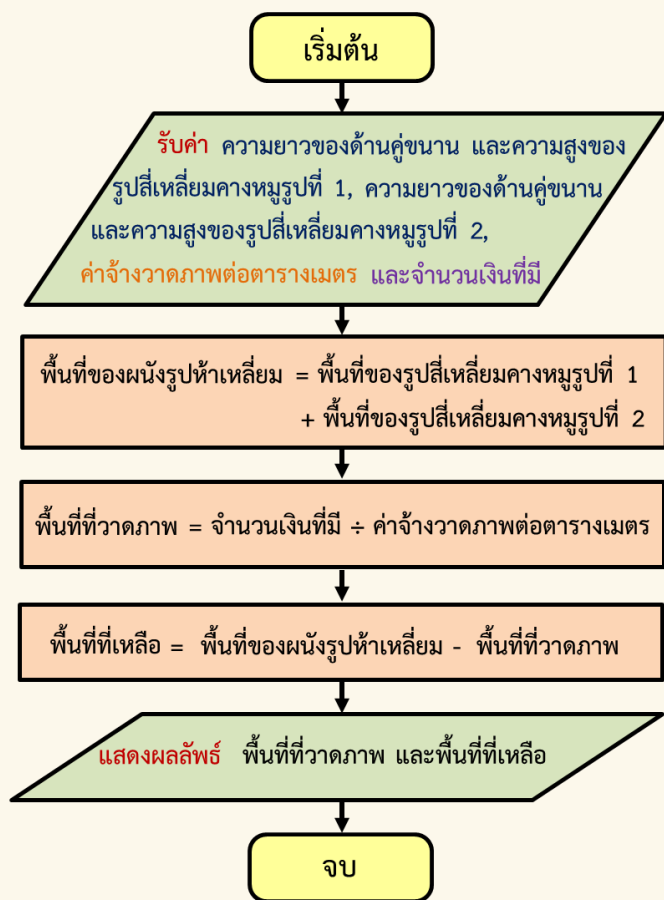 เริ่มต้น
รับค่า ความยาวของด้านคู่ขนาน และความสูงของ
รูปสี่เหลี่ยมคางหมูรูปที่ 1, ความยาวของด้านคู่ขนาน
และความสูงของรูปสี่เหลี่ยมคางหมูรูปที่ 2,
ค่าจ้างวาดภาพต่อตารางเมตร และจำนวนเงินที่มี
พื้นที่ของผนังรูปห้าเหลี่ยม = พื้นที่ของรูปสี่เหลี่ยมคางหมูรูปที่ 1
+ พื้นที่ของรูปสี่เหลี่ยมคางหมูรูปที่ 2
พื้นที่ที่วาดภาพ = จำนวนเงินที่มี ÷ ค่าจ้างวาดภาพต่อตารางเมตร
พื้นที่ที่เหลือ = พื้นที่ของผนังรูปห้าเหลี่ยม - พื้นที่ที่วาดภาพ
แสดงผลลัพธ์ พื้นที่ที่วาดภาพ และพื้นที่ที่เหลือ
จบ